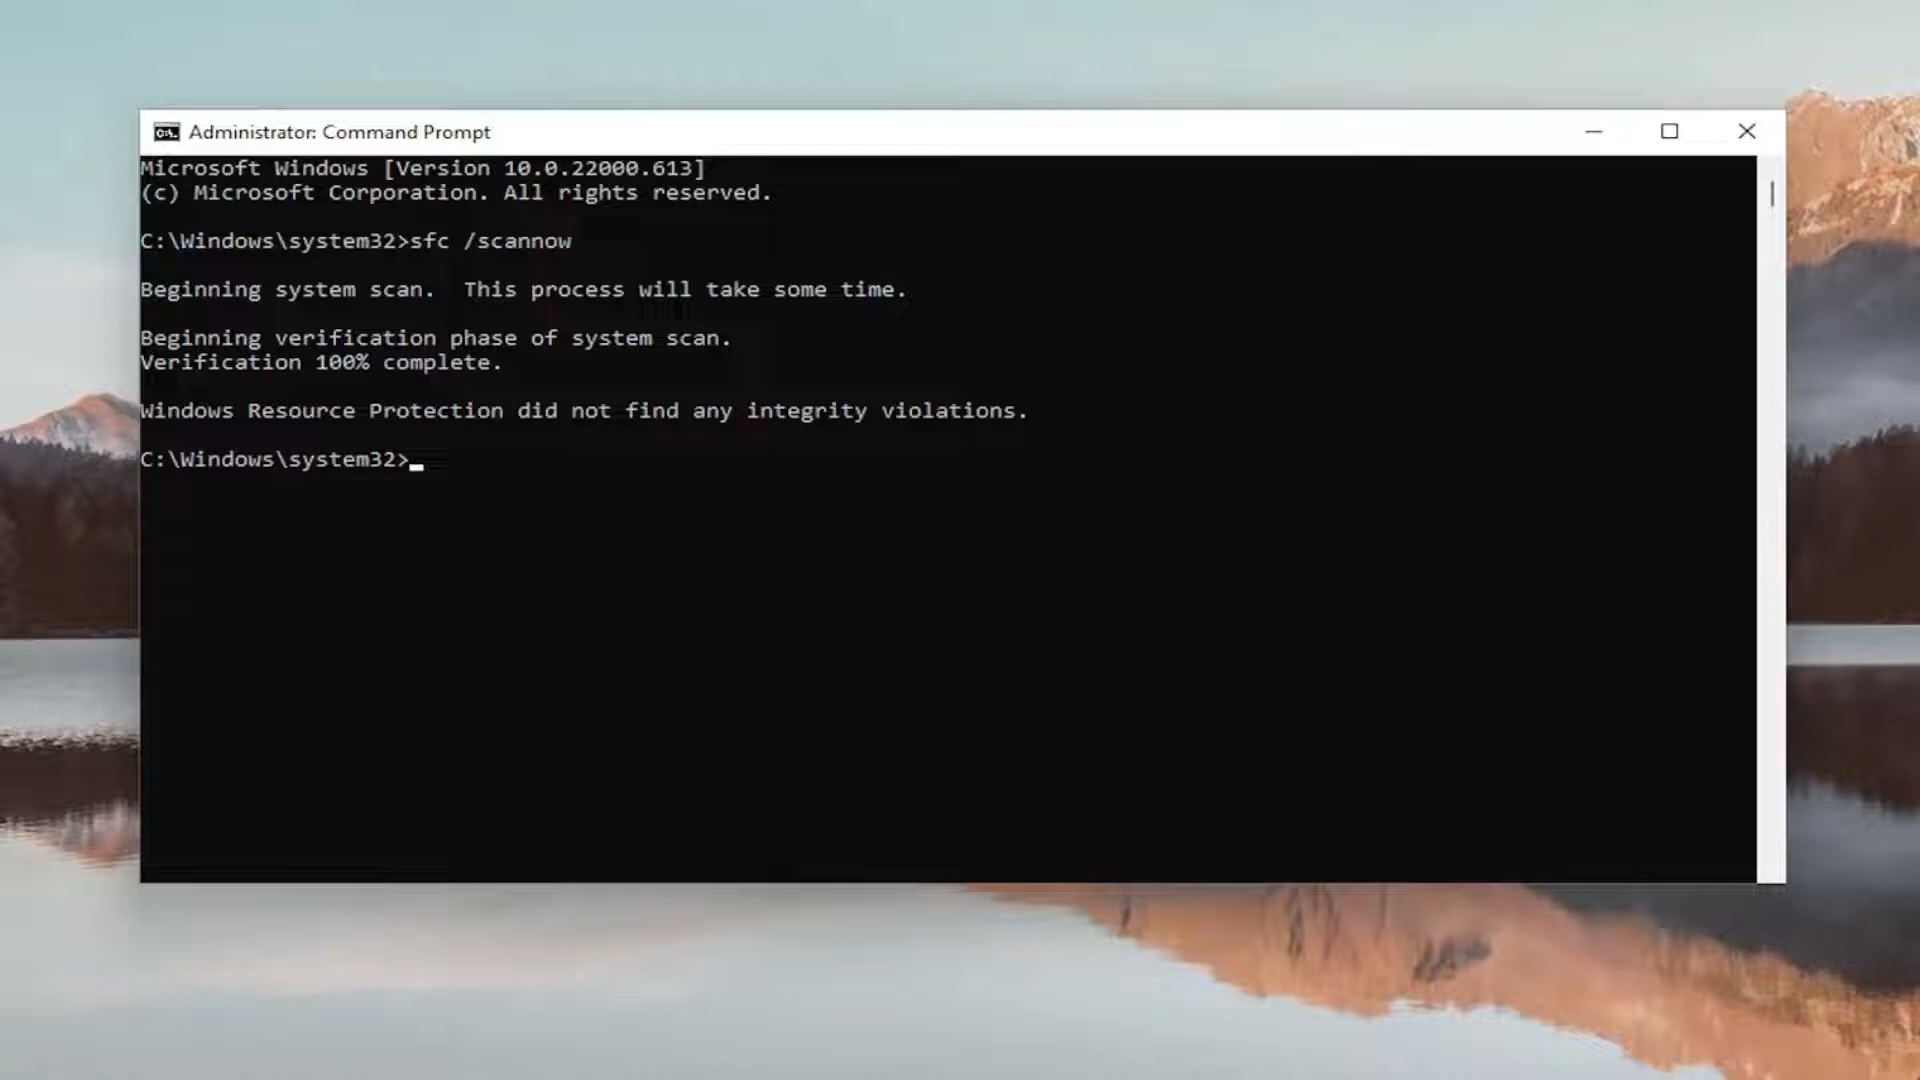 Administrator: Command Prompt
Microsoft Windows [Version 10.0.22000.613]
(c) Microsoft Corporation. All rights reserved.
C:\Windows\system32>sfc /scannow
Beginning system scan.  This process will take some time.
Beginning verification phase of system scan.
Verification 100% complete.
Windows Resource Protection did not find any integrity violations.
C:\Windows\system32>